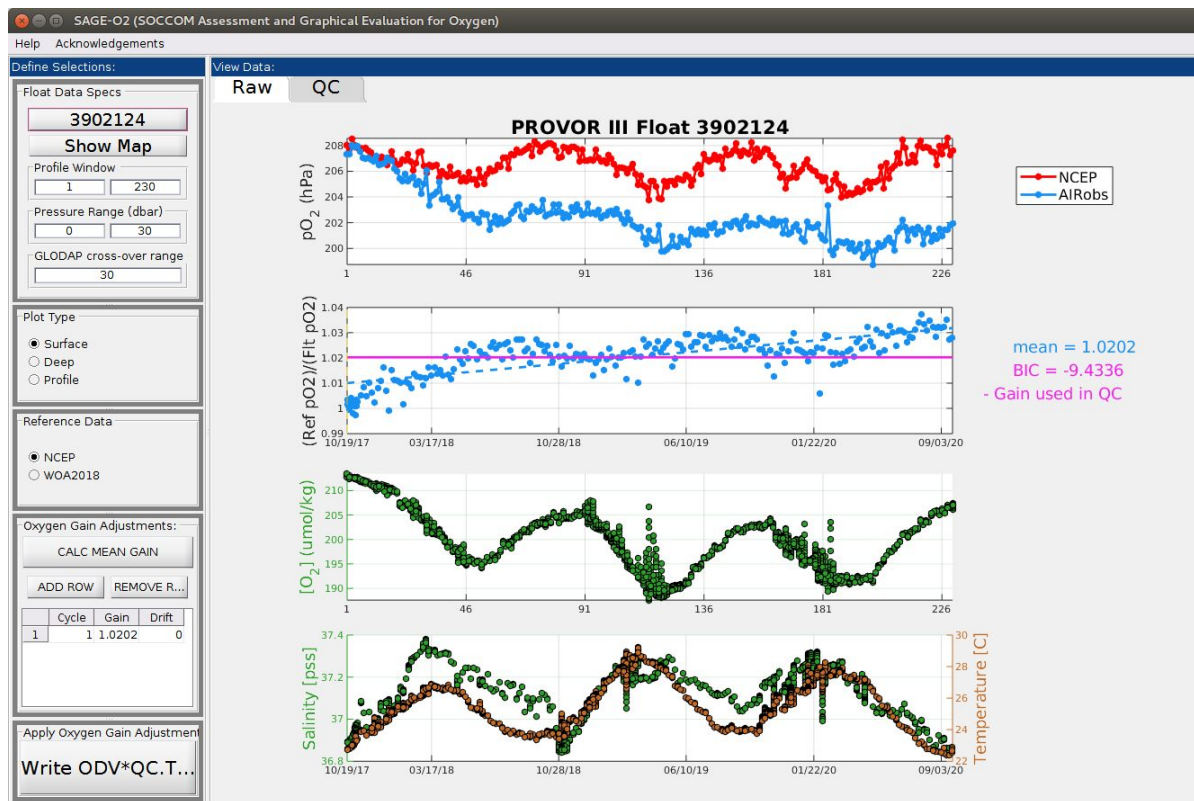 SAGE-O2 (SOCCOM Assessment and Graphical Evaluation for Oxygen)
Help Acknowledgements
Define Selections:
View Data:
Float Data Specs
3902124
Show Map
Profile Window
1 230
Pressure Range (dbar)
0 30
GLODAP cross-over range
30
Plot Type
Surface
Deep
Profile
Reference Data
NCEP
WOA2018
Oxygen Gain Adjustments:
CALC MEAN GAIN
ADD ROW REMOVE R...
Cycle Gain Drift
1 1 1.0202 0
Apply Oxygen Gain Adjustment
Write ODV*QC.T...
Raw QC
PROVOR III Float 3902124
pO2 (hPa)
208
206
204
202
200
1 46 91 136 181 226
NCEP
AIRobs
(Ref pO2)/(Flt pO2)
1.04
1.03
1.02
1.01
1
0.99
10/19/17 03/17/18 10/28/18 06/10/19 01/22/20 09/03/20
mean = 1.0202
BIC = -9.4336
- Gain used in QC
[O2] (umol/kg)
210
205
200
195
190
1 46 91 136 181 226
Salinity [pss]
37.4
37.2
37
36.8
Temperature [C]
30
28
26
24
22
10/19/17 03/17/18 10/28/18 06/10/19 01/22/20 09/03/20